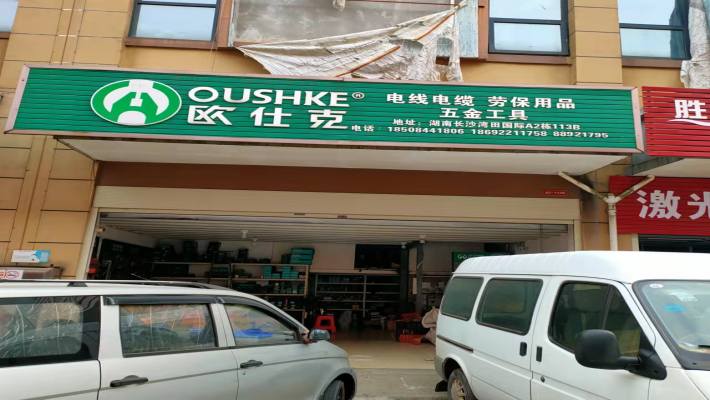 OUSHKE®
欧仕克
电线电缆 劳保用品
五金工具
地址：湖南长沙湾田国际A2栋113B
电话：18508441806 18692211758 88921795
胜
激光